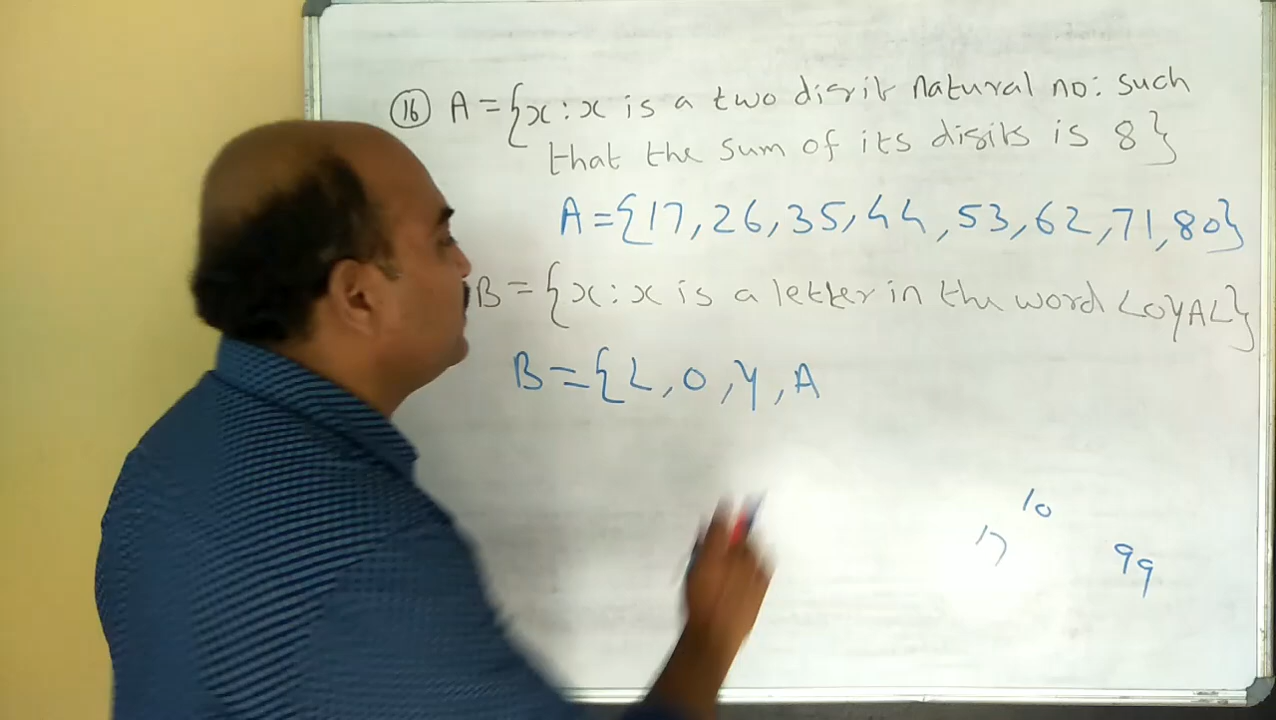 16 A = {x : x is a two digit natural no: such
that the sum of its digits is 8}
A = {17, 26, 35, 44, 53, 62, 71, 80}
B = {x : x is a letter in the word LOYAL}
B = {L, O, Y, A
10
17
99